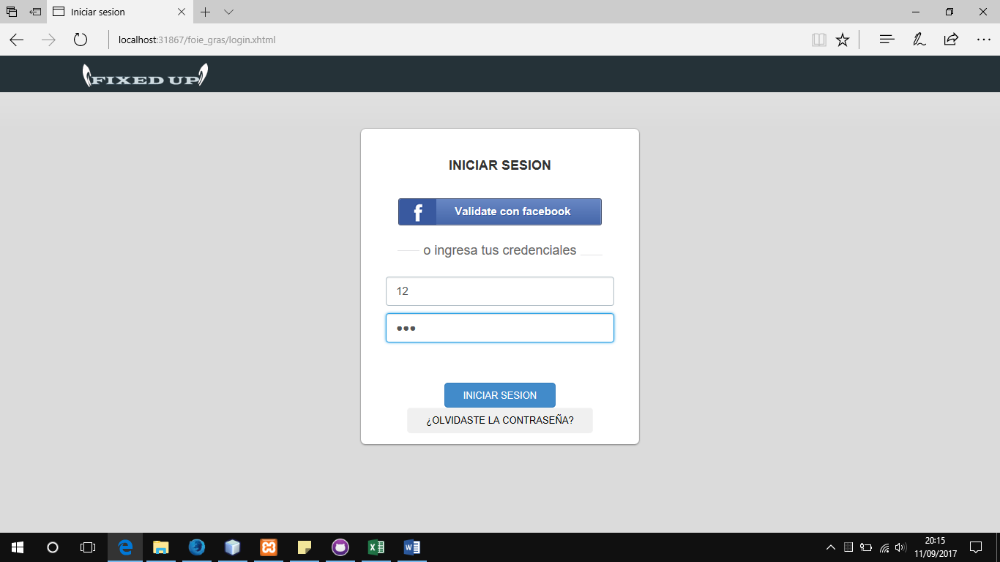 Iniciar sesion
localhost:31867/foie_gras/login.xhtml
FIXED UP
INICIAR SESION
f Validate con facebook
o ingresa tus credenciales
12
•••
INICIAR SESION
¿OLVIDASTE LA CONTRASEÑA?
20:15
11/09/2017